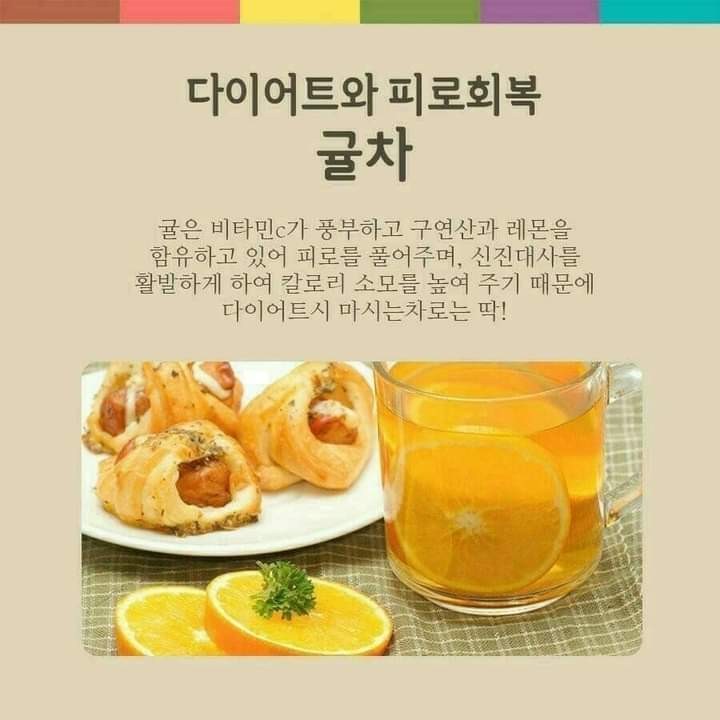 다이어트와 피로회복
귤차
귤은 비타민c가 풍부하고 구연산과 레몬을
함유하고 있어 피로를 풀어주며, 신진대사를
활발하게 하여 칼로리 소모를 높여 주기 때문에
다이어트시 마시는차로는 딱!